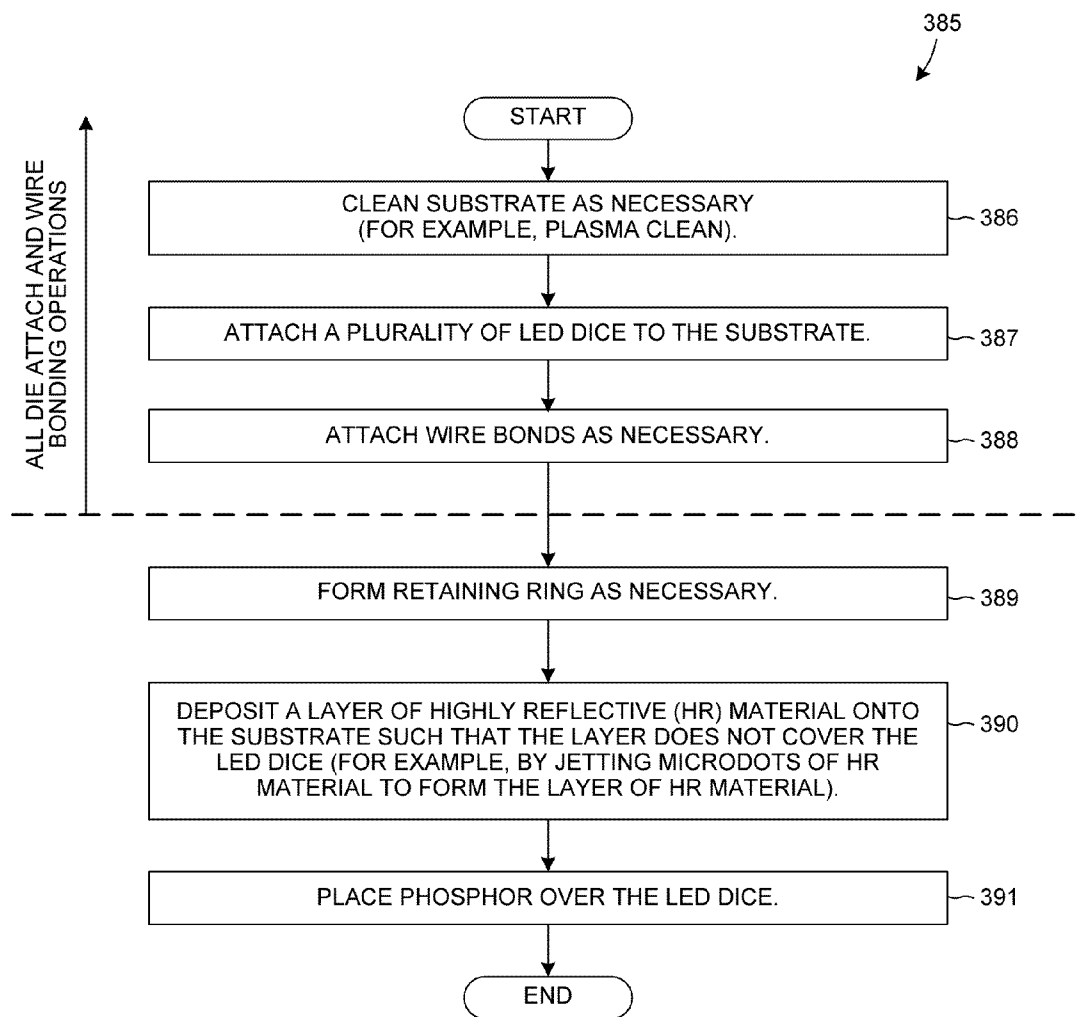 385
START
ALL DIE ATTACH AND WIRE
BONDING OPERATIONS
CLEAN SUBSTRATE AS NECESSARY
(FOR EXAMPLE, PLASMA CLEAN).
386
ATTACH A PLURALITY OF LED DICE TO THE SUBSTRATE.
387
ATTACH WIRE BONDS AS NECESSARY.
388
FORM RETAINING RING AS NECESSARY.
389
DEPOSIT A LAYER OF HIGHLY REFLECTIVE (HR) MATERIAL ONTO
THE SUBSTRATE SUCH THAT THE LAYER DOES NOT COVER THE
LED DICE (FOR EXAMPLE, BY JETTING MICRODOTS OF HR
MATERIAL TO FORM THE LAYER OF HR MATERIAL).
390
PLACE PHOSPHOR OVER THE LED DICE.
391
END